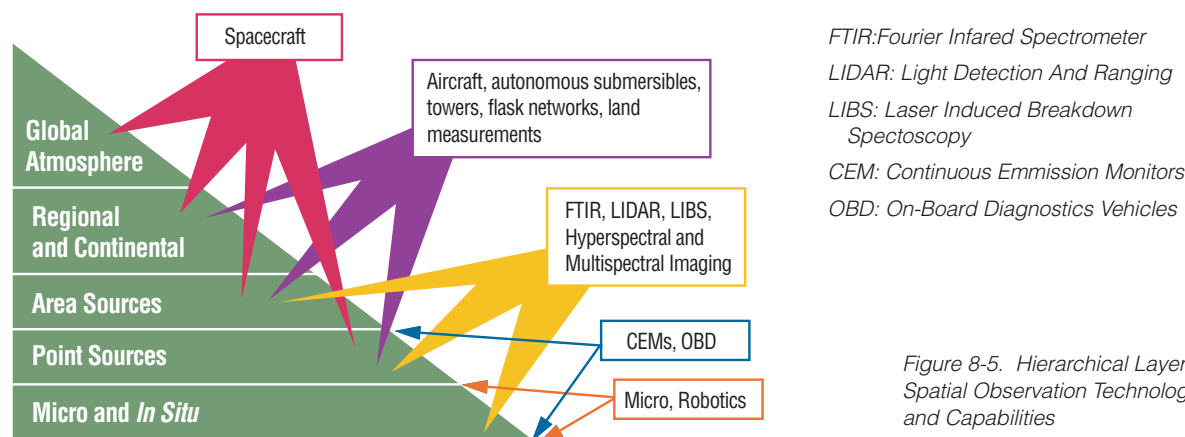 Spacecraft
Aircraft, autonomous submersibles,
towers, flask networks, land
measurements
FTIR, LIDAR, LIBS,
Hyperspectral and
Multispectral Imaging
CEMs, OBD
Micro, Robotics
Global
Atmosphere
Regional
and Continental
Area Sources
Point Sources
Micro and In Situ
FTIR:Fourier Infared Spectrometer
LIDAR: Light Detection And Ranging
LIBS: Laser Induced Breakdown
Spectoscopy
CEM: Continuous Emmission Monitors
OBD: On-Board Diagnostics Vehicles
Figure 8-5. Hierarchical Layer
Spatial Observation Technolog
and Capabilities